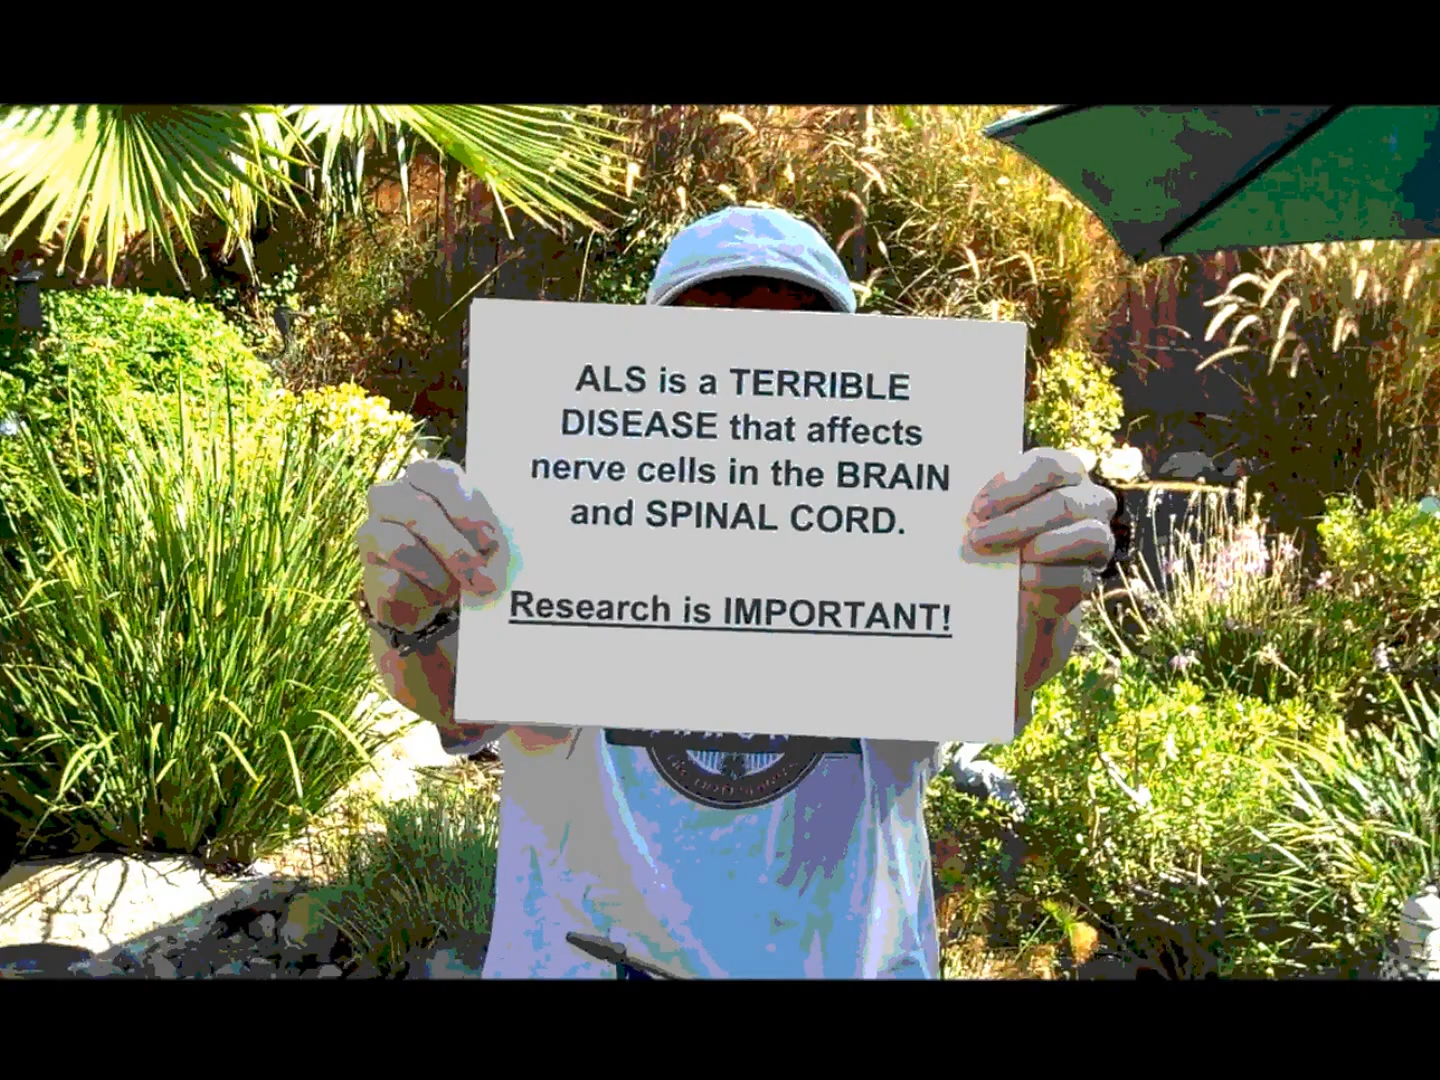 ALS is a TERRIBLE
DISEASE that affects
nerve cells in the BRAIN
and SPINAL CORD.
Research is IMPORTANT!